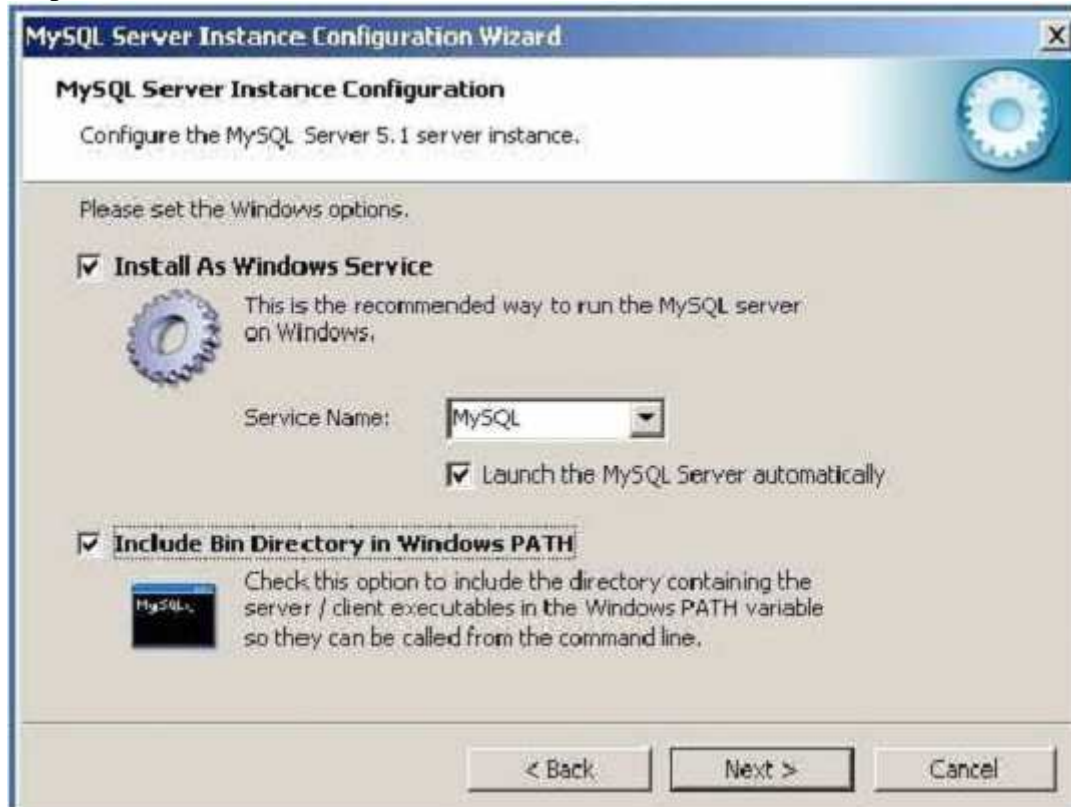 MySQL Server Instance Configuration Wizard
MySQL Server Instance Configuration
Configure the MySQL Server 5.1 server instance.
Please set the Windows options.
Install As Windows Service
This is the recommended way to run the MySQL server
on Windows.
Service Name:
MySQL
Launch the MySQL Server automatically
Include Bin Directory in Windows PATH
Check this option to include the directory containing the
server / client executables in the Windows PATH variable
so they can be called from the command line.
MySQL
< Back
Next >
Cancel